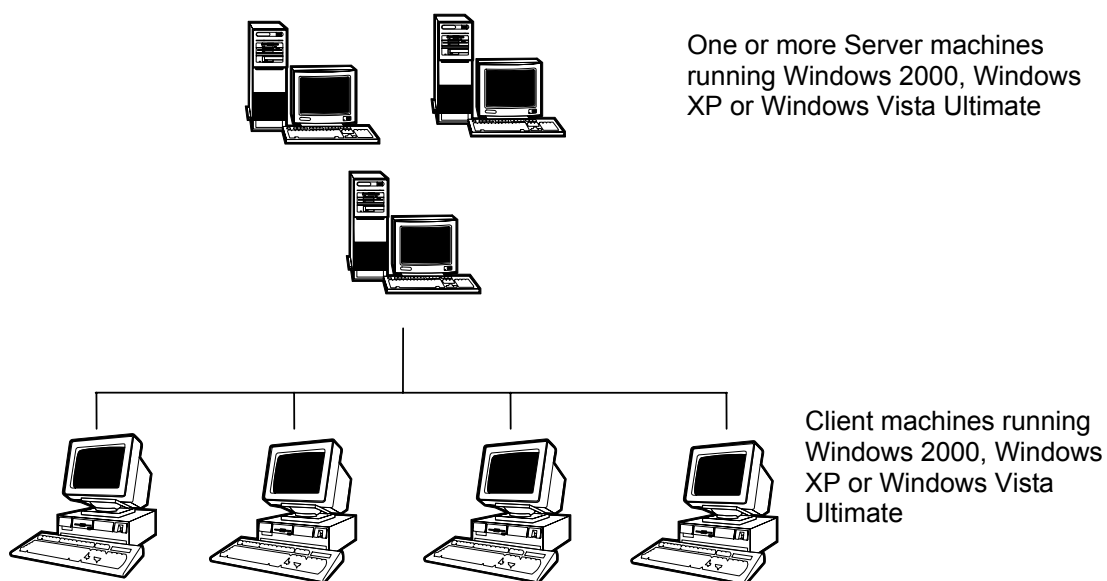 One or more Server machines
running Windows 2000, Windows
XP or Windows Vista Ultimate
Client machines running
Windows 2000, Windows
XP or Windows Vista
Ultimate